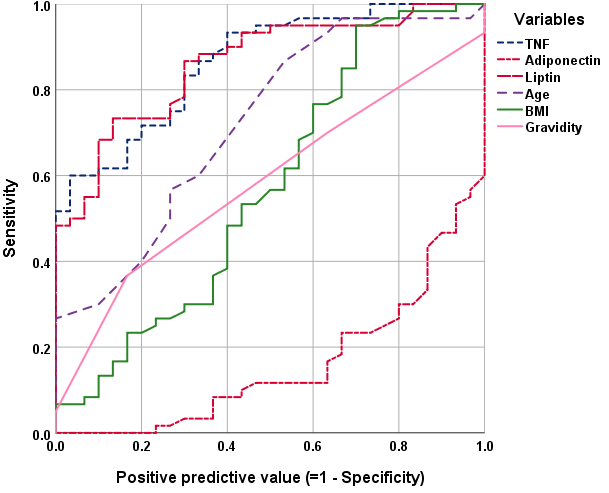 Variables
TNF
Adiponectin
Liptin
Age
BMI
Gravidity
Sensitivity
1.0
0.8
0.6
0.4
0.2
0.0
0.0 0.2 0.4 0.6 0.8 1.0
Positive predictive value (=1 - Specificity)